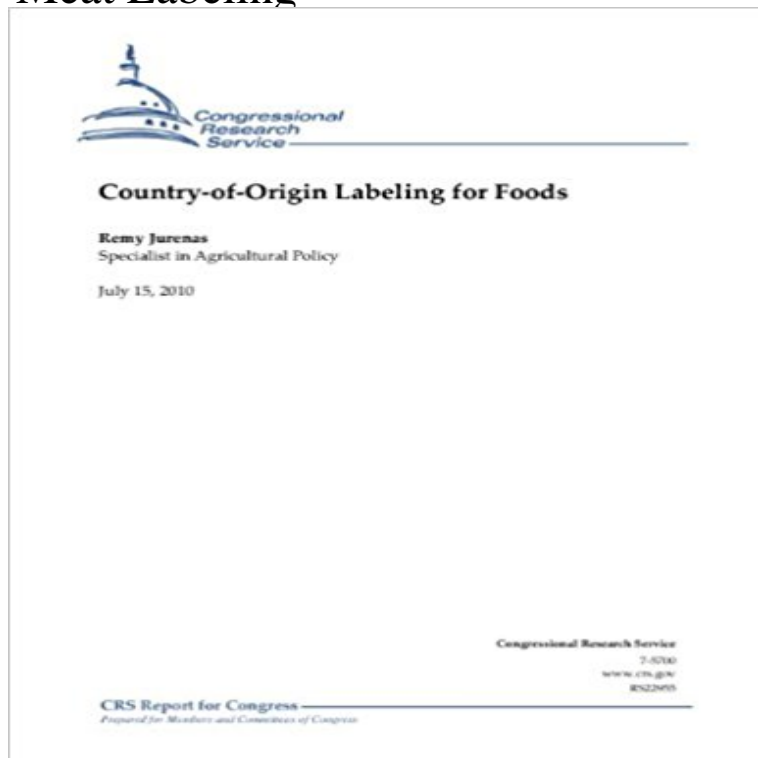 Meat Labeling
Congressional
Research
Service
Country-of-Origin Labeling for Foods
Remy Jurenas
Specialist in Agricultural Policy
July 15, 2010
Congressional Research Service
7-5700
www.crs.gov
RS22955
CRS Report for Congress
Prepared for Members and Committees of Congress